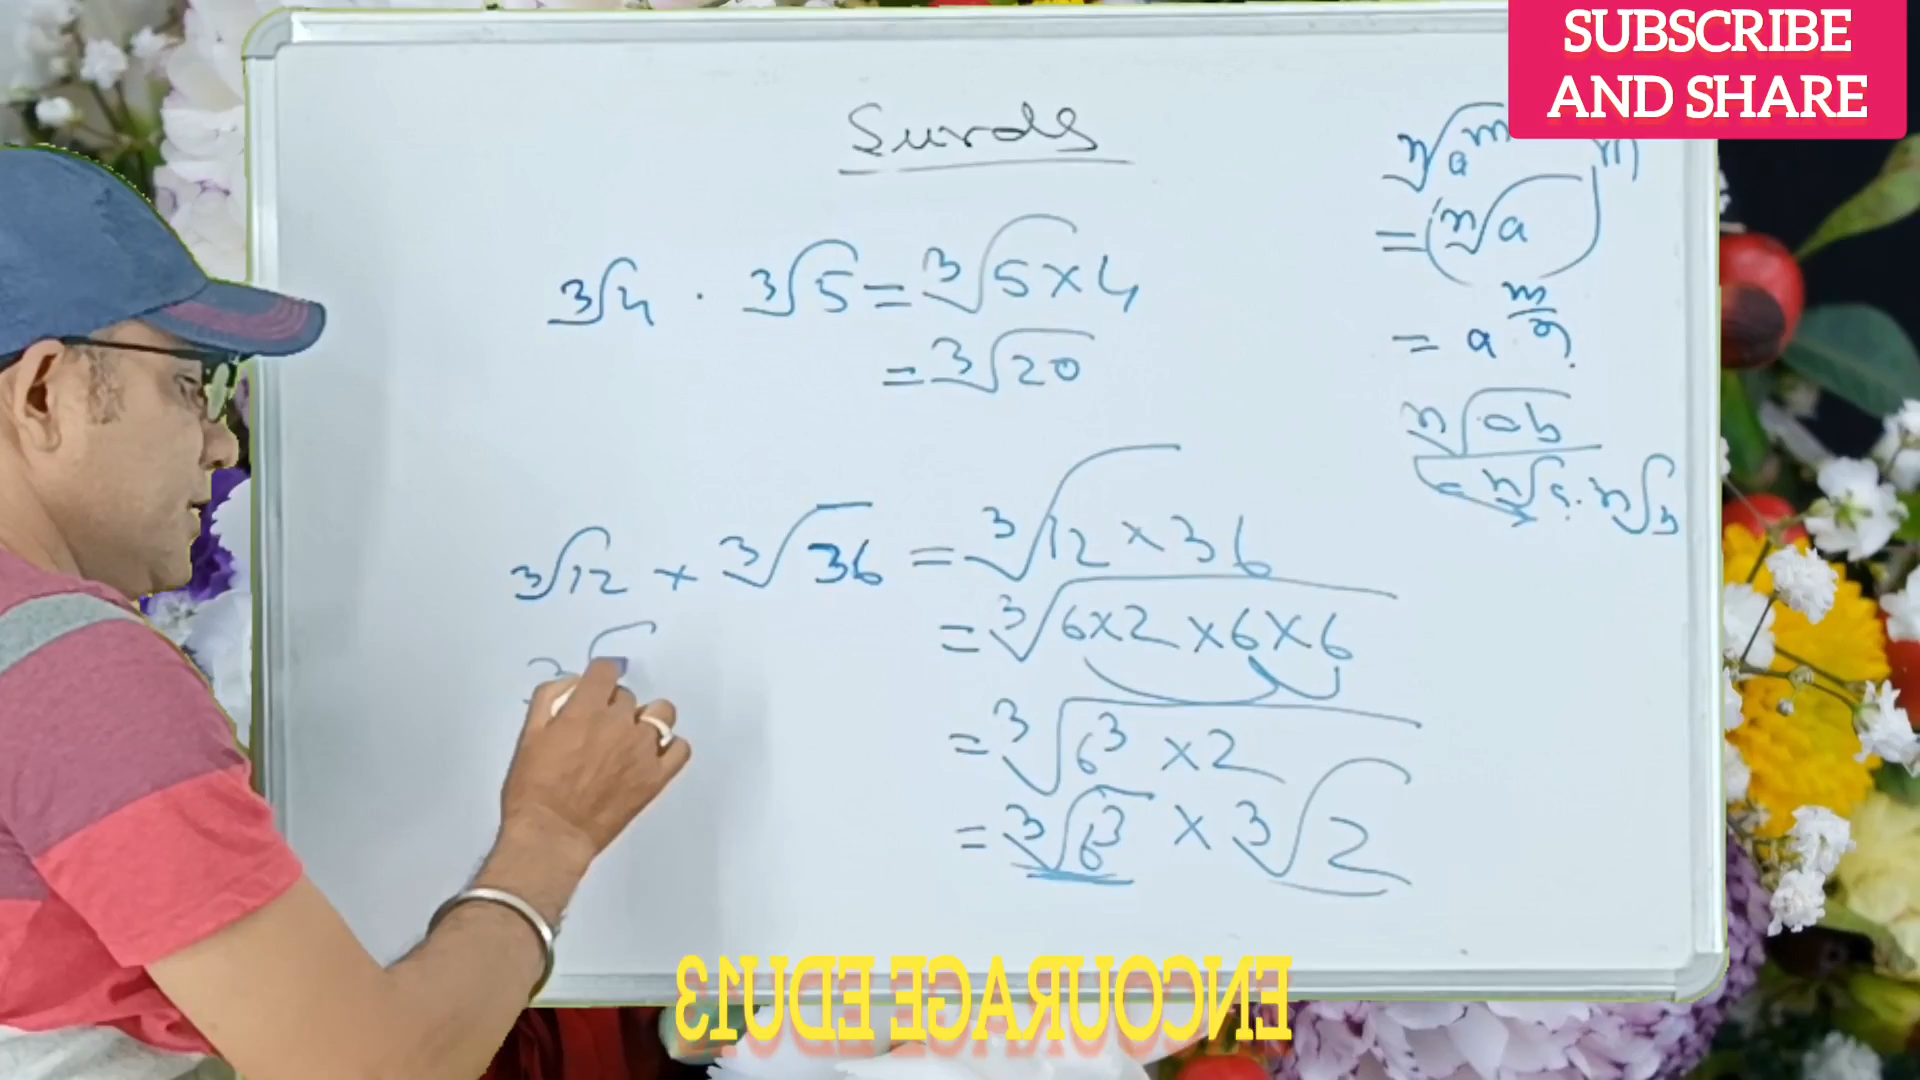 SUBSCRIBE
AND SHARE
Surds
∛4 · ∛5 = ∛5×4
= ∛20
∛12 × ∛36 = ∛12×36
= ∛6×2×6×6
= ∛6³×2
= ∛6³ × ∛2
ⁿ√aᵐ
= (ⁿ√a)ᵐ
= a^(m/n)
ⁿ√ab
= ⁿ√a · ⁿ√b
ENCOURAGE EDU13